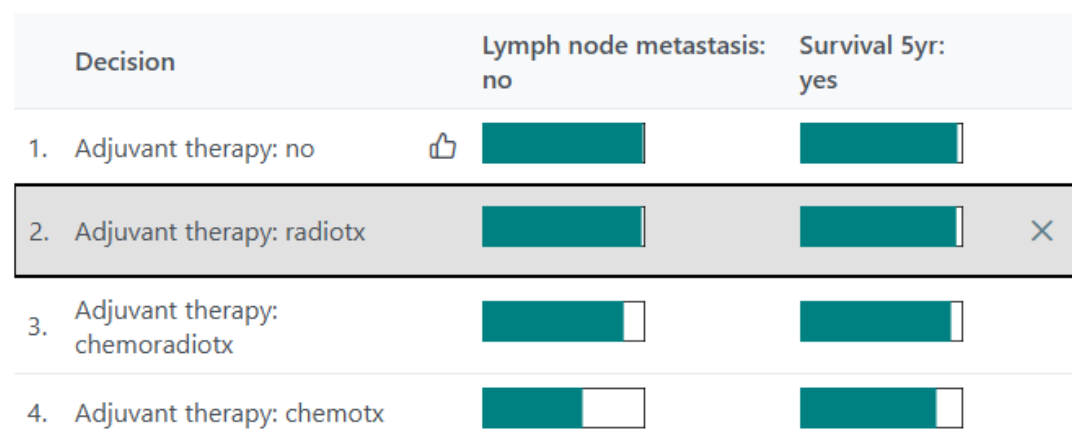 Decision
Lymph node metastasis:
no
Survival 5yr:
yes
1. Adjuvant therapy: no
2. Adjuvant therapy: radiotx
3. Adjuvant therapy:
chemoradiotx
4. Adjuvant therapy: chemotx